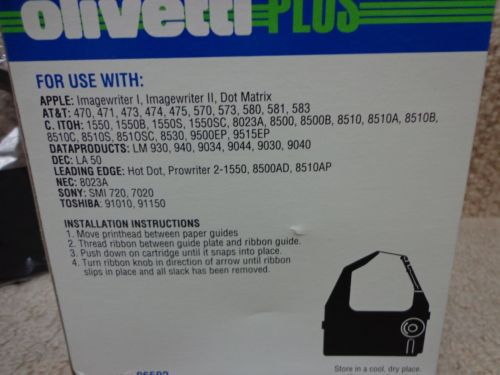 olivetti PLUS
FOR USE WITH:
APPLE: Imagewriter I, Imagewriter II, Dot Matrix
AT&T: 470, 471, 473, 474, 475, 570, 573, 580, 581, 583
C. ITOH: 1550, 1550B, 1550S, 1550SC, 8023A, 8500, 8500B, 8510, 8510A, 8510B,
8510C, 8510S, 8510SC, 8530, 9500EP, 9515EP
DATAPRODUCTS: LM 930, 940, 9034, 9044, 9030, 9040
DEC: LA 50
LEADING EDGE: Hot Dot, Prowriter 2-1550, 8500AD, 8510AP
NEC: 8023A
SONY: SMI 720, 7020
TOSHIBA: 91010, 91150
INSTALLATION INSTRUCTIONS
1. Move printhead between paper guides
2. Thread ribbon between guide plate and ribbon guide.
3. Push down on cartridge until it snaps into place.
4. Turn ribbon knob in direction of arrow until ribbon
slips in place and all slack has been removed.
Store in a cool, dry place.